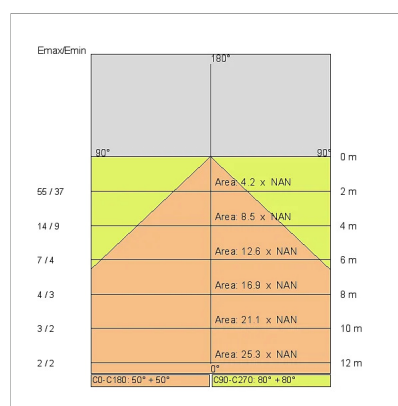 Emax/Emin
180°
90° 90° 0 m
55 / 37 Area: 4.2 x NAN 2 m
14 / 9 Area: 8.5 x NAN 4 m
7 / 4 Area: 12.6 x NAN 6 m
4 / 3 Area: 16.9 x NAN 8 m
3 / 2 Area: 21.1 x NAN 10 m
2 / 2 Area: 25.3 x NAN 12 m
0°
C0-C180: 50° + 50° C90-C270: 80° + 80°